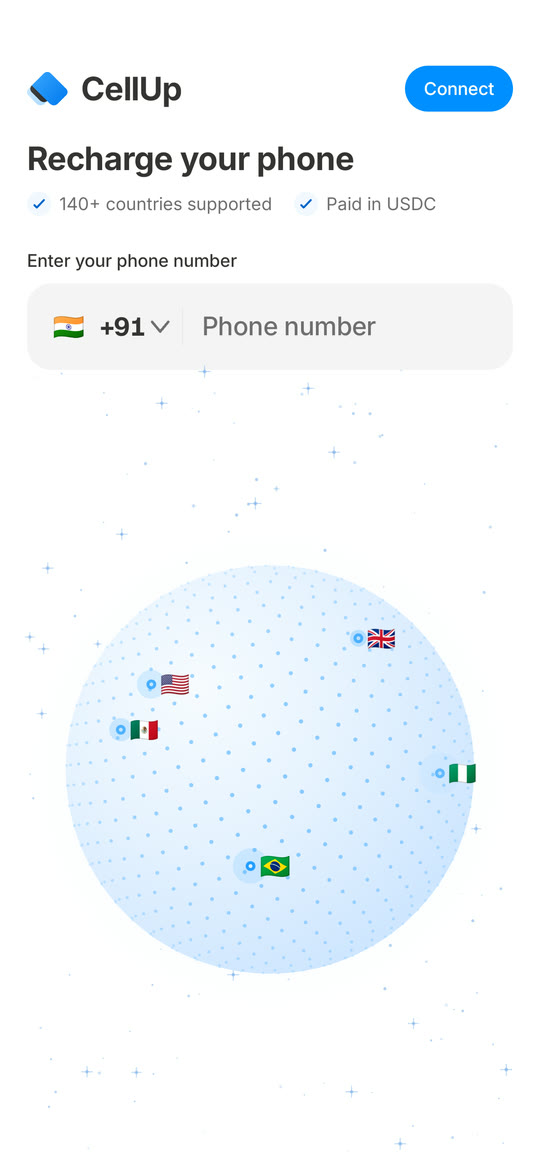 CellUp
Connect
Recharge your phone
140+ countries supported
Paid in USDC
Enter your phone number
+91
Phone number